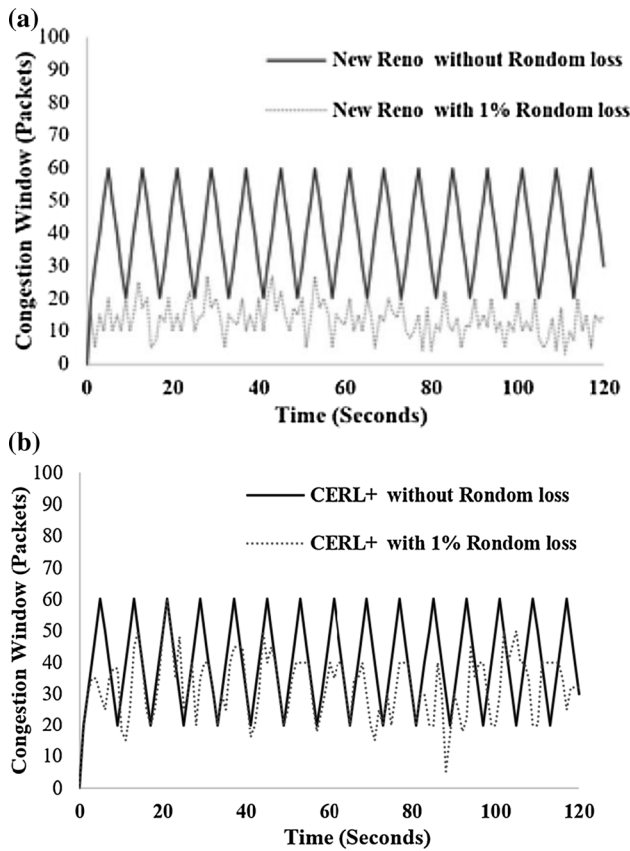 (a)
100
90
80
70
60
50
40
30
20
10
0
Congestion Window (Packets)
New Reno without Rondom loss
New Reno with 1% Rondom loss
0 20 40 60 80 100 120
Time (Seconds)
(b)
100
90
80
70
60
50
40
30
20
10
0
Congestion Window (Packets)
CERL+ without Rondom loss
CERL+ with 1% Rondom loss
0 20 40 60 80 100 120
Time (Seconds)